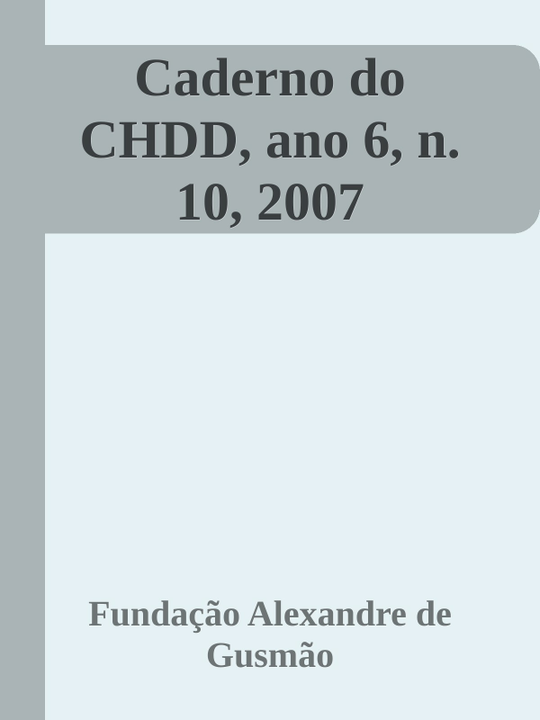 Caderno do
CHDD, ano 6, n.
10, 2007
Fundação Alexandre de
Gusmão